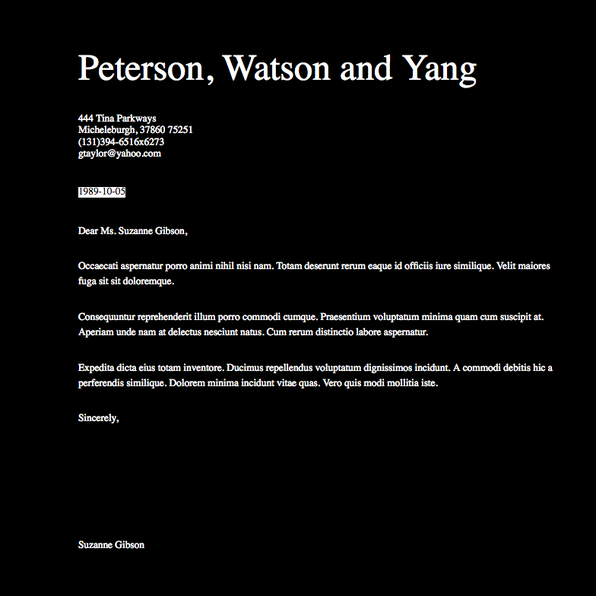 Peterson, Watson and Yang
444 Tina Parkways
Micheleburgh, 37860 75251
(131)394-6516x6273
gtaylor@yahoo.com
1989-10-05
Dear Ms. Suzanne Gibson,
Occaecati aspernatur porro animi nihil nisi nam. Totam deserunt rerum eaque id officiis iure similique. Velit maiores
fuga sit sit doloremque.
Consequuntur reprehenderit illum porro commodi cumque. Praesentium voluptatum minima quam cum suscipit at.
Aperiam unde nam at delectus nesciunt natus. Cum rerum distinctio labore aspernatur.
Expedita dicta eius totam inventore. Ducimus repellendus voluptatum dignissimos incidunt. A commodi debitis hic a
perferendis similique. Dolorem minima incidunt vitae quas. Vero quis modi mollitia iste.
Sincerely,
Suzanne Gibson